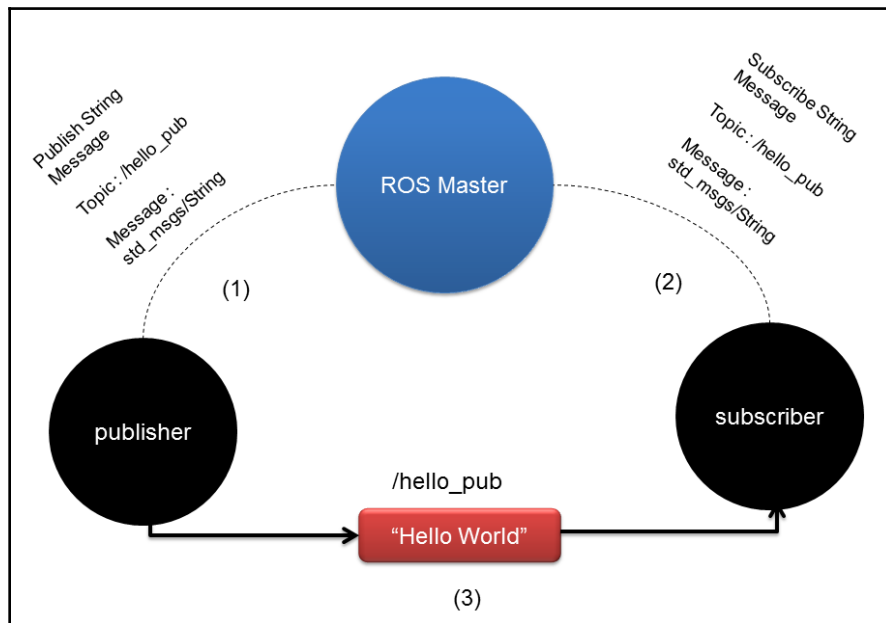 Publish String
Message
Topic : /hello_pub
Message :
std_msgs/String
ROS Master
Subscribe String
Message
Topic : /hello_pub
Message :
std_msgs/String
(1)
(2)
publisher
subscriber
/hello_pub
“Hello World”
(3)